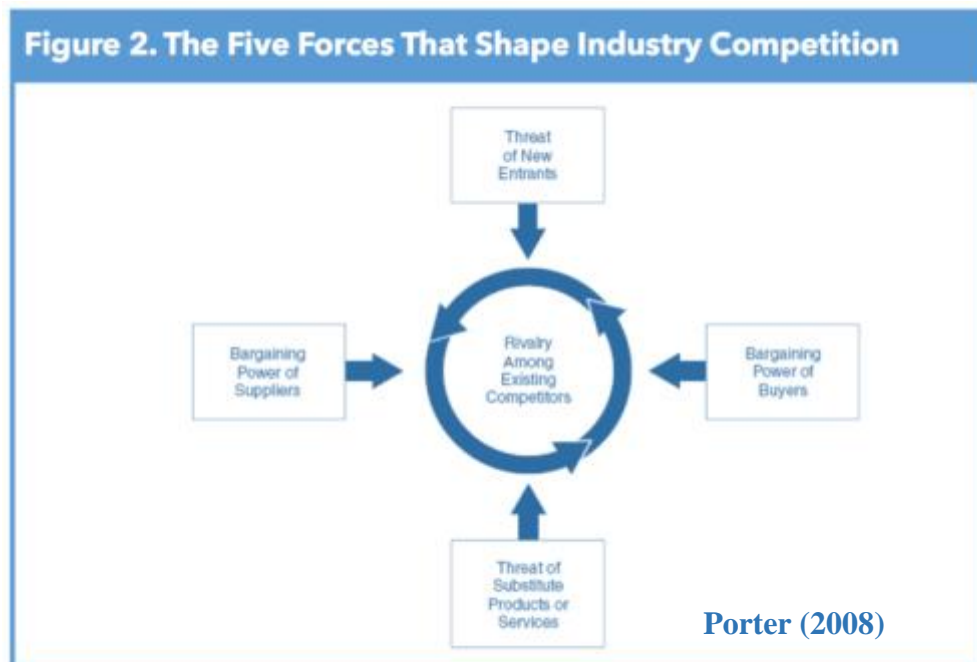 Figure 2. The Five Forces That Shape Industry Competition
Threat
of New
Entrants
Bargaining
Power of
Suppliers
Rivalry
Among
Existing
Competitors
Bargaining
Power of
Buyers
Threat of
Substitute
Products or
Services
Porter (2008)